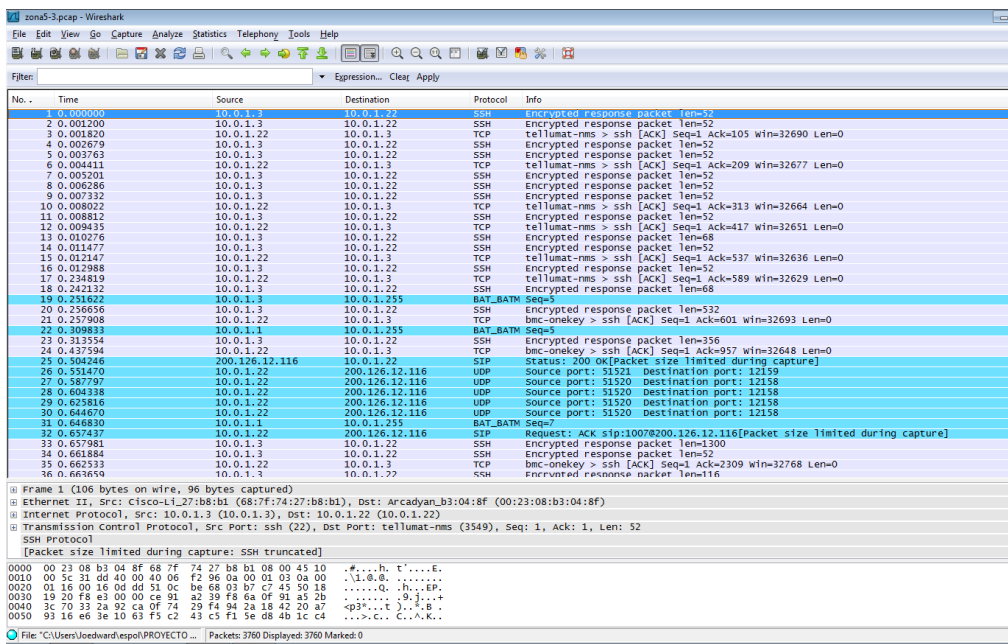 zona5-3.pcap - Wireshark
File Edit View Go Capture Analyze Statistics Telephony Tools Help
Filter: Expression... Clear Apply
No. . Time Source Destination Protocol Info
1 0.000000 10.0.1.3 10.0.1.22 SSH Encrypted response packet len=52
2 0.001200 10.0.1.3 10.0.1.22 SSH Encrypted response packet len=52
3 0.001820 10.0.1.22 10.0.1.3 TCP tellumat-nms > ssh [ACK] Seq=1 Ack=105 Win=32690 Len=0
4 0.002679 10.0.1.3 10.0.1.22 SSH Encrypted response packet len=52
5 0.003763 10.0.1.3 10.0.1.22 SSH Encrypted response packet len=52
6 0.004411 10.0.1.22 10.0.1.3 TCP tellumat-nms > ssh [ACK] Seq=1 Ack=209 Win=32677 Len=0
7 0.005201 10.0.1.3 10.0.1.22 SSH Encrypted response packet len=52
8 0.006286 10.0.1.3 10.0.1.22 SSH Encrypted response packet len=52
9 0.007332 10.0.1.3 10.0.1.22 SSH Encrypted response packet len=52
10 0.008022 10.0.1.22 10.0.1.3 TCP tellumat-nms > ssh [ACK] Seq=1 Ack=313 Win=32664 Len=0
11 0.008812 10.0.1.3 10.0.1.22 SSH Encrypted response packet len=52
12 0.009435 10.0.1.22 10.0.1.3 TCP tellumat-nms > ssh [ACK] Seq=1 Ack=417 Win=32651 Len=0
13 0.010276 10.0.1.3 10.0.1.22 SSH Encrypted response packet len=68
14 0.011477 10.0.1.3 10.0.1.22 SSH Encrypted response packet len=52
15 0.012147 10.0.1.22 10.0.1.3 TCP tellumat-nms > ssh [ACK] Seq=1 Ack=537 Win=32636 Len=0
16 0.012988 10.0.1.3 10.0.1.22 SSH Encrypted response packet len=52
17 0.234819 10.0.1.22 10.0.1.3 TCP tellumat-nms > ssh [ACK] Seq=1 Ack=589 Win=32629 Len=0
18 0.242132 10.0.1.3 10.0.1.22 SSH Encrypted response packet len=68
19 0.251622 10.0.1.3 10.0.1.255 BAT_BATM Seq=5
20 0.256656 10.0.1.3 10.0.1.22 SSH Encrypted response packet len=532
21 0.257908 10.0.1.22 10.0.1.3 TCP bmc-onekey > ssh [ACK] Seq=1 Ack=601 Win=32693 Len=0
22 0.309833 10.0.1.1 10.0.1.255 BAT_BATM Seq=5
23 0.313554 10.0.1.3 10.0.1.22 SSH Encrypted response packet len=356
24 0.437594 10.0.1.22 10.0.1.3 TCP bmc-onekey > ssh [ACK] Seq=1 Ack=957 Win=32648 Len=0
25 0.504246 200.126.12.116 10.0.1.22 SIP Status: 200 OK[Packet size limited during capture]
26 0.551470 10.0.1.22 200.126.12.116 UDP Source port: 51521 Destination port: 12159
27 0.587797 10.0.1.22 200.126.12.116 UDP Source port: 51520 Destination port: 12158
28 0.604338 10.0.1.22 200.126.12.116 UDP Source port: 51520 Destination port: 12158
29 0.625816 10.0.1.22 200.126.12.116 UDP Source port: 51520 Destination port: 12158
30 0.644670 10.0.1.22 200.126.12.116 UDP Source port: 51520 Destination port: 12158
31 0.646830 10.0.1.1 10.0.1.255 BAT_BATM Seq=7
32 0.657437 10.0.1.22 200.126.12.116 SIP Request: ACK sip:1007@200.126.12.116[Packet size limited during capture]
33 0.657981 10.0.1.3 10.0.1.22 SSH Encrypted response packet len=1300
34 0.661884 10.0.1.3 10.0.1.22 SSH Encrypted response packet len=52
35 0.662533 10.0.1.22 10.0.1.3 TCP bmc-onekey > ssh [ACK] Seq=1 Ack=2309 Win=32768 Len=0
36 0.663659 10.0.1.3 10.0.1.22 SSH Encrypted response packet len=116
Frame 1 (106 bytes on wire, 96 bytes captured)
Ethernet II, Src: Cisco-Li_27:b8:b1 (68:7f:74:27:b8:b1), Dst: Arcadyan_b3:04:8f (00:23:08:b3:04:8f)
Internet Protocol, Src: 10.0.1.3 (10.0.1.3), Dst: 10.0.1.22 (10.0.1.22)
Transmission Control Protocol, Src Port: ssh (22), Dst Port: tellumat-nms (3549), Seq: 1, Ack: 1, Len: 52
SSH Protocol
[Packet size limited during capture: SSH truncated]
0000 00 23 08 b3 04 8f 68 7f 74 27 b8 b1 08 00 45 10 .#....h. t'....E.
0010 00 5c 31 dd 40 00 40 06 f2 96 0a 00 01 03 0a 00 .\1.@.@. ........
0020 01 16 00 16 0d dd 51 0c be 68 03 b7 c7 45 50 18 ......Q. .h...EP.
0030 19 20 f8 e3 00 00 ce 91 a2 39 f8 6a 0f 91 a5 2b . ...... .9.j...+
0040 3c 70 33 2a 92 ca 0f 74 29 f4 94 2a 18 42 20 a7 <p3*...t )..*.B .
0050 93 16 e6 3e 10 63 f5 c2 43 c5 f1 5e d8 4b 1c c4 ...>.c.. C..^.K..
File: "C:\Users\Joedward\espol\PROYECTO ... Packets: 3760 Displayed: 3760 Marked: 0